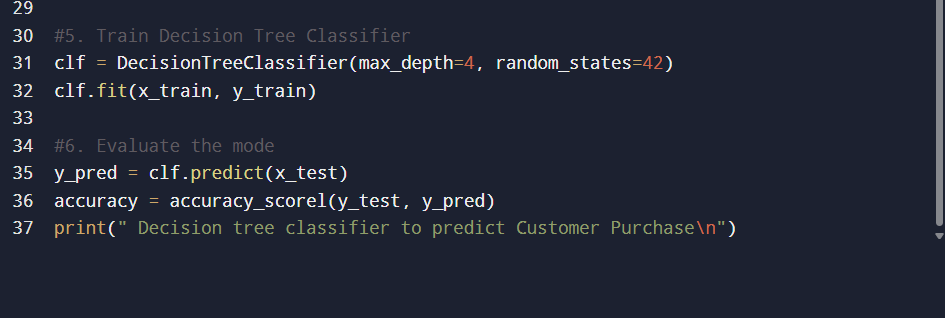 29
30 #5. Train Decision Tree Classifier
31 clf = DecisionTreeClassifier(max_depth=4, random_states=42)
32 clf.fit(x_train, y_train)
33
34 #6. Evaluate the mode
35 y_pred = clf.predict(x_test)
36 accuracy = accuracy_scorel(y_test, y_pred)
37 print(" Decision tree classifier to predict Customer Purchase\n")